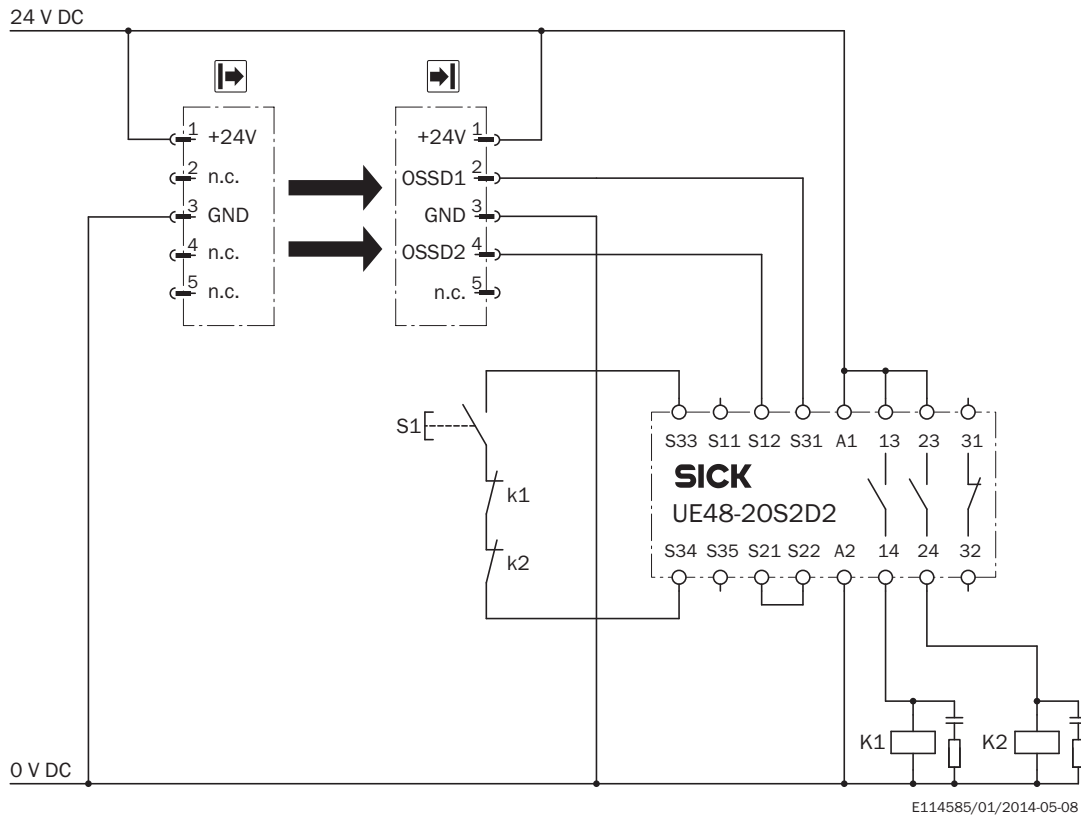 24 V DC
1 +24V
2 n.c.
3 GND
4 n.c.
5 n.c.
+24V 1
OSSD1 2
GND 3
OSSD2 4
n.c. 5
S1
k1
k2
S33 S11 S12 S31 A1 13 23 31
SICK
UE48-2OS2D2
S34 S35 S21 S22 A2 14 24 32
K1
K2
0 V DC
E114585/01/2014-05-08